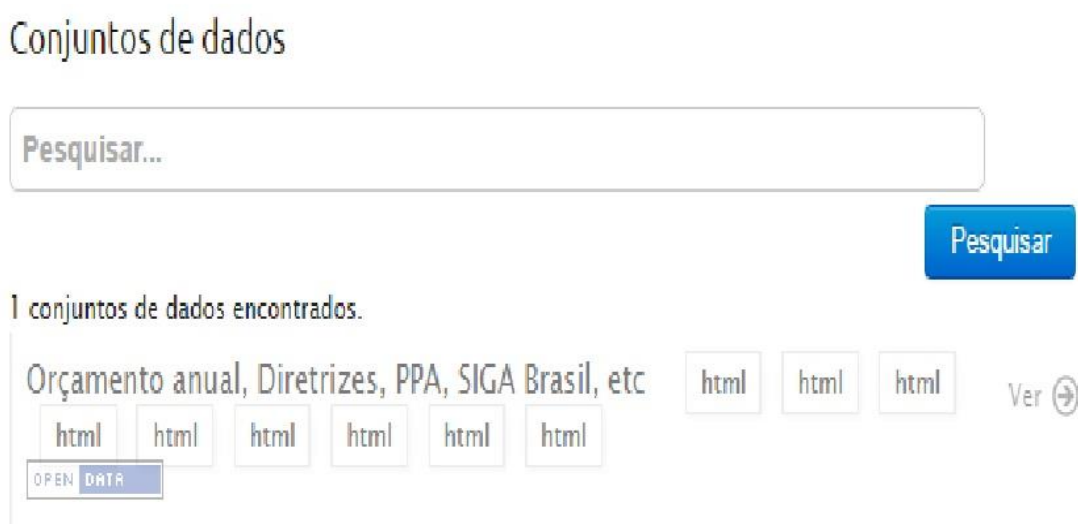 Conjuntos de dados
Pesquisar...
Pesquisar
1 conjuntos de dados encontrados.
Orçamento anual, Diretrizes, PPA, SIGA Brasil, etc html html html Ver
html html html html html html
OPEN DATA